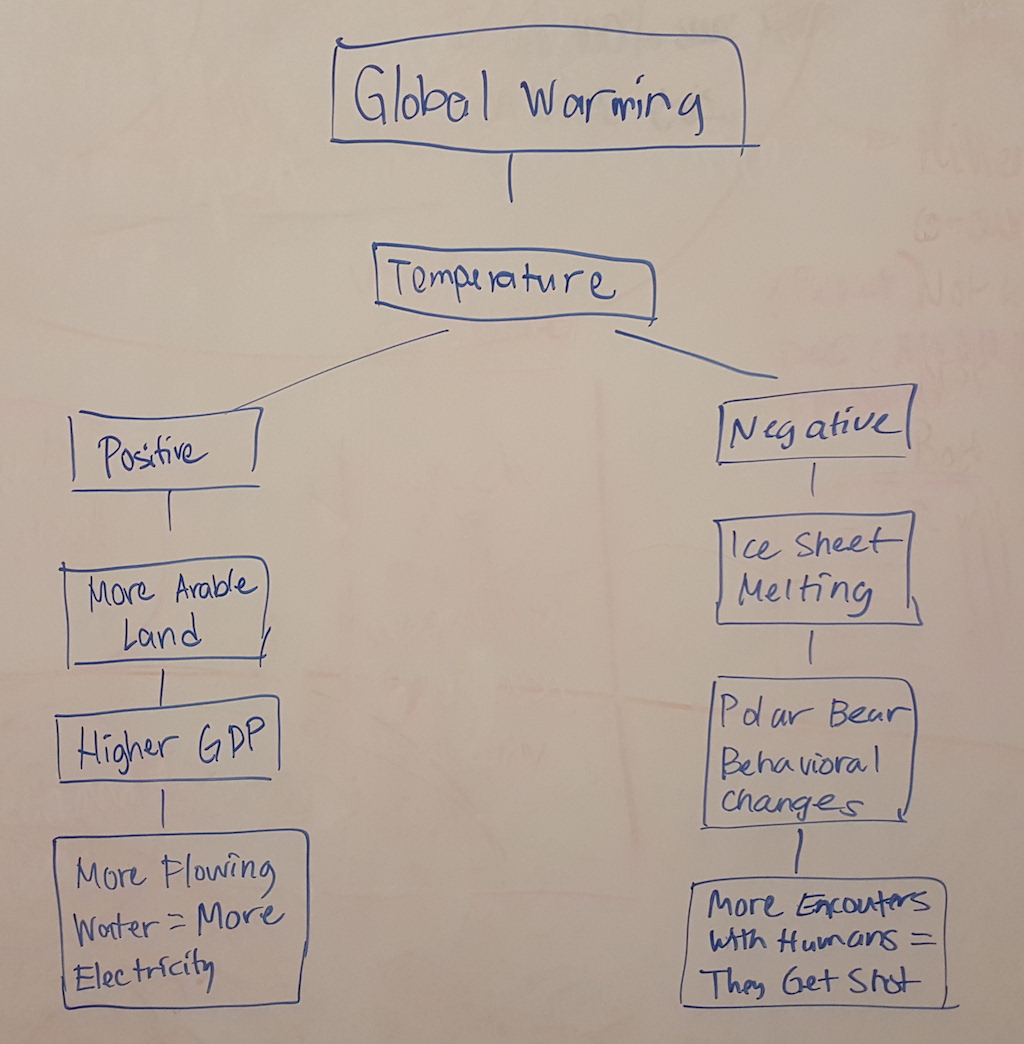 Global Warming
Temperature
Positive
Negative
More Arable
Land
Higher GDP
More Flowing
Water = More
Electricity
Ice Sheet
Melting
Polar Bear
Behavioral
Changes
More Encouters
With Humans =
They Get Shot